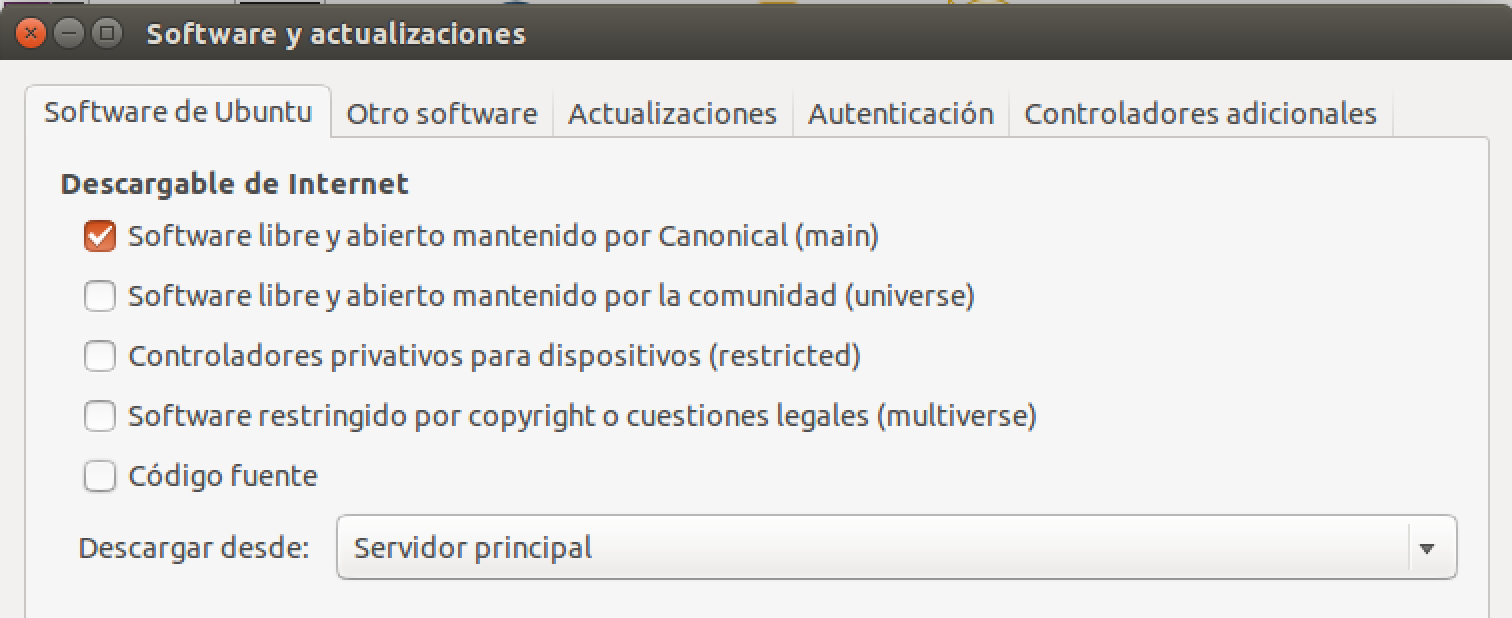 Software y actualizaciones
Software de Ubuntu Otro software Actualizaciones Autenticación Controladores adicionales
Descargable de Internet
Software libre y abierto mantenido por Canonical (main)
Software libre y abierto mantenido por la comunidad (universe)
Controladores privativos para dispositivos (restricted)
Software restringido por copyright o cuestiones legales (multiverse)
Código fuente
Descargar desde: Servidor principal